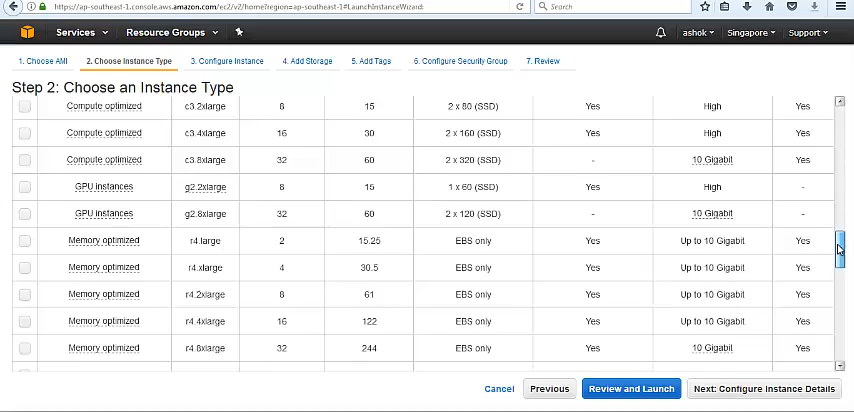 https://ap-southeast-1.console.aws.amazon.com/ec2/v2/home?region=ap-southeast-1#LaunchInstanceWizard: Search
Services Resource Groups ashok Singapore Support
1. Choose AMI 2. Choose Instance Type 3. Configure Instance 4. Add Storage 5. Add Tags 6. Configure Security Group 7. Review
Step 2: Choose an Instance Type
Compute optimized c3.2xlarge 8 15 2 x 80 (SSD) Yes High Yes
Compute optimized c3.4xlarge 16 30 2 x 160 (SSD) Yes High Yes
Compute optimized c3.8xlarge 32 60 2 x 320 (SSD) - 10 Gigabit Yes
GPU instances g2.2xlarge 8 15 1 x 60 (SSD) Yes High -
GPU instances g2.8xlarge 32 60 2 x 120 (SSD) - 10 Gigabit -
Memory optimized r4.large 2 15.25 EBS only Yes Up to 10 Gigabit Yes
Memory optimized r4.xlarge 4 30.5 EBS only Yes Up to 10 Gigabit Yes
Memory optimized r4.2xlarge 8 61 EBS only Yes Up to 10 Gigabit Yes
Memory optimized r4.4xlarge 16 122 EBS only Yes Up to 10 Gigabit Yes
Memory optimized r4.8xlarge 32 244 EBS only Yes 10 Gigabit Yes
Cancel Previous Review and Launch Next: Configure Instance Details